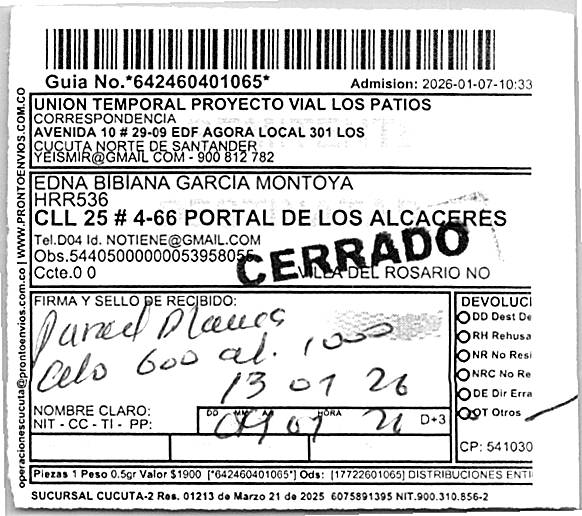 Guia No.*642460401065* Admision: 2026-01-07-10:33
UNION TEMPORAL PROYECTO VIAL LOS PATIOS
CORRESPONDENCIA
AVENIDA 10 # 29-09 EDF AGORA LOCAL 301 LOS
CUCUTA NORTE DE SANTANDER
YEISMIR@GMAIL COM - 900 812 782
EDNA BIBIANA GARCIA MONTOYA
HRR536
CLL 25 # 4-66 PORTAL DE LOS ALCACERES
Tel.D04 Id. NOTIENE@GMAIL.COM
Obs.54405000000053958055
CERRADO
Ccte.0 0 VILLA DEL ROSARIO NO
FIRMA Y SELLO DE RECIBIDO:
600 1000
13 01 26
NOMBRE CLARO:
NIT - CC - TI - PP:
DD MM AA HORA D+3
09 01 26
DEVOLUCI
DD Dest De
RH Rehusa
NR No Resi
NRC No Re
DE Dir Erra
OT Otros
CP: 541030
Piezas 1 Peso 0.5gr Valor $1900 [*642460401065*] Ods: [17722601065] DISTRIBUCIONES ENTI
SUCURSAL CUCUTA-2 Res. 01213 de Marzo 21 de 2025 6075891395 NIT.900.310.856-2
operacionescucuta@prontoenvios.com.co | WWW.PRONTOENVIOS.COM.CO